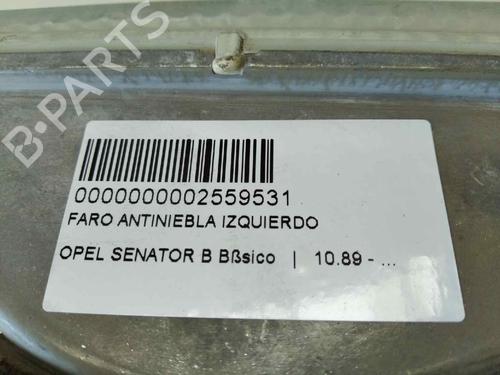 B-PARTS
0000000002559531
FARO ANTINIEBLA IZQUIERDO
OPEL SENATOR B Bßsico | 10.89 - ...